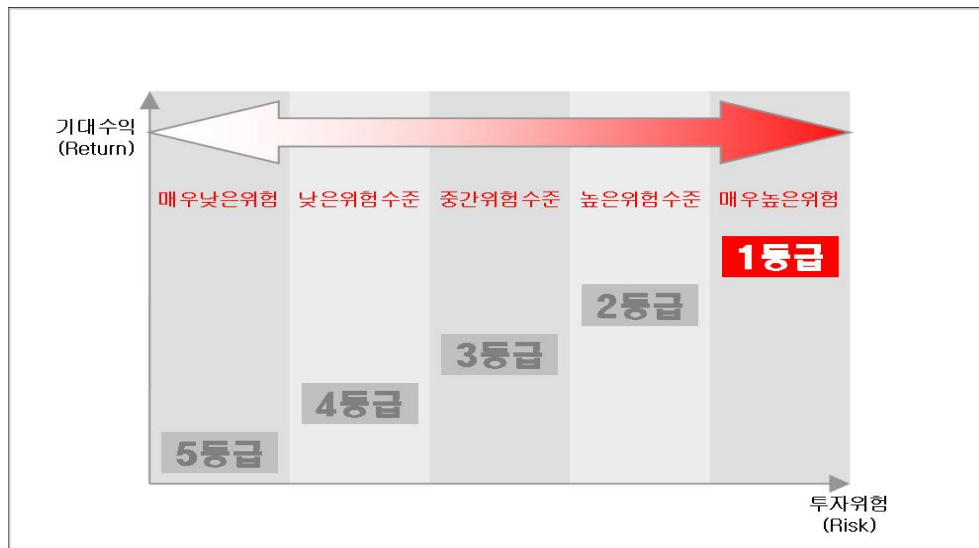 기대수익
(Return)
매우낮은위험 낮은위험수준 중간위험수준 높은위험수준 매우높은위험
1등급
2등급
3등급
4등급
5등급
투자위험
(Risk)